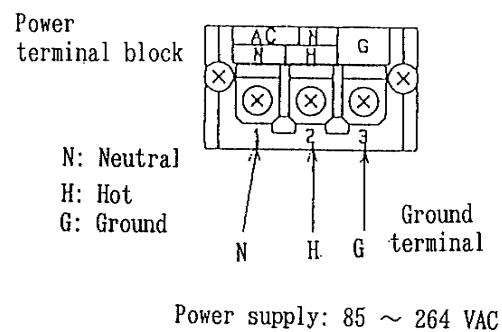 Power
terminal block
AC N
N H G
1 2 3
N: Neutral
H: Hot
G: Ground
N H G
Ground
terminal
Power supply: 85 ~ 264 VAC